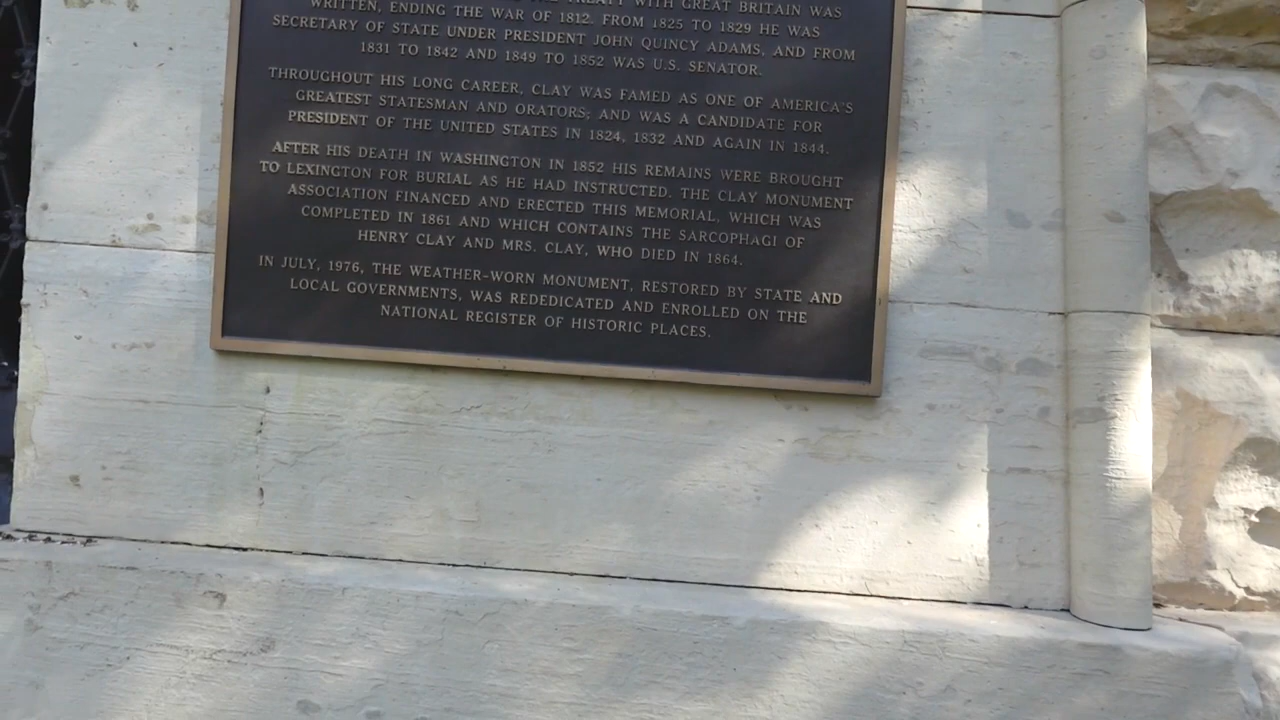 TREATY WITH GREAT BRITAIN WAS
WRITTEN, ENDING THE WAR OF 1812. FROM 1825 TO 1829 HE WAS
SECRETARY OF STATE UNDER PRESIDENT JOHN QUINCY ADAMS, AND FROM
1831 TO 1842 AND 1849 TO 1852 WAS U.S. SENATOR.
THROUGHOUT HIS LONG CAREER, CLAY WAS FAMED AS ONE OF AMERICA'S
GREATEST STATESMAN AND ORATORS; AND WAS A CANDIDATE FOR
PRESIDENT OF THE UNITED STATES IN 1824, 1832 AND AGAIN IN 1844.
AFTER HIS DEATH IN WASHINGTON IN 1852 HIS REMAINS WERE BROUGHT
TO LEXINGTON FOR BURIAL AS HE HAD INSTRUCTED. THE CLAY MONUMENT
ASSOCIATION FINANCED AND ERECTED THIS MEMORIAL, WHICH WAS
COMPLETED IN 1861 AND WHICH CONTAINS THE SARCOPHAGI OF
HENRY CLAY AND MRS. CLAY, WHO DIED IN 1864.
IN JULY, 1976, THE WEATHER-WORN MONUMENT, RESTORED BY STATE AND
LOCAL GOVERNMENTS, WAS REDEDICATED AND ENROLLED ON THE
NATIONAL REGISTER OF HISTORIC PLACES.